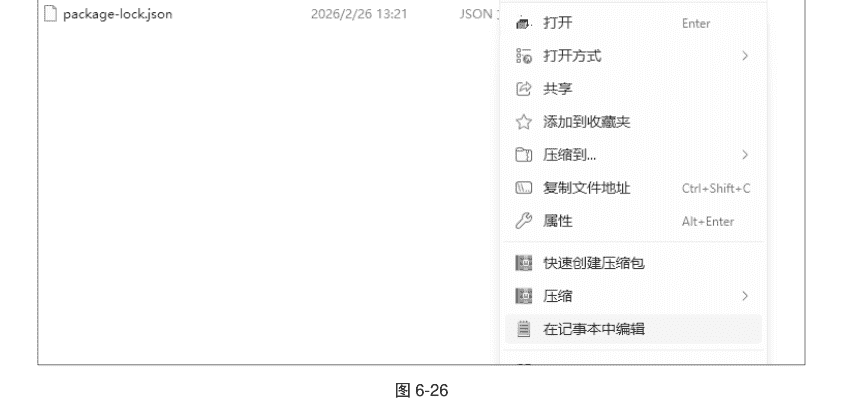 package-lock.json 2026/2/26 13:21 JSON
打开 Enter
打开方式
共享
添加到收藏夹
压缩到...
复制文件地址 Ctrl+Shift+C
属性 Alt+Enter
快速创建压缩包
压缩
在记事本中编辑
图 6-26